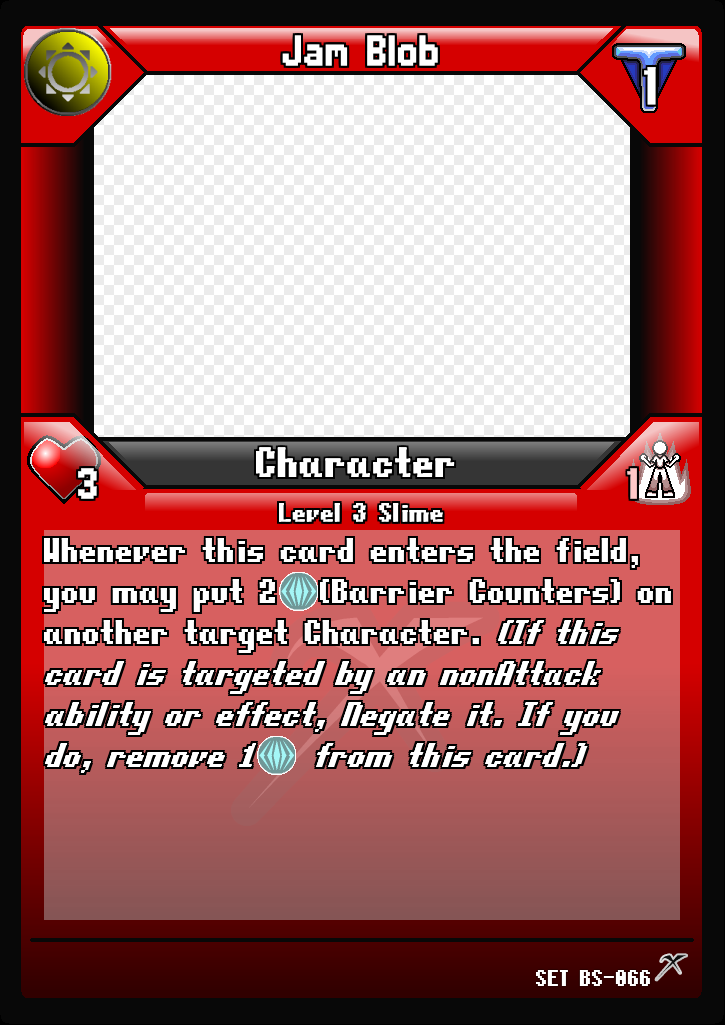 Jam Blob
1
Character
3
1
Level 3 Slime
Whenever this card enters the field,
you may put 2(Barrier Counters) on
another target Character. (If this
card is targeted by an nonAttack
ability or effect, Negate it. If you
do, remove 1 from this card.)
SET BS-066